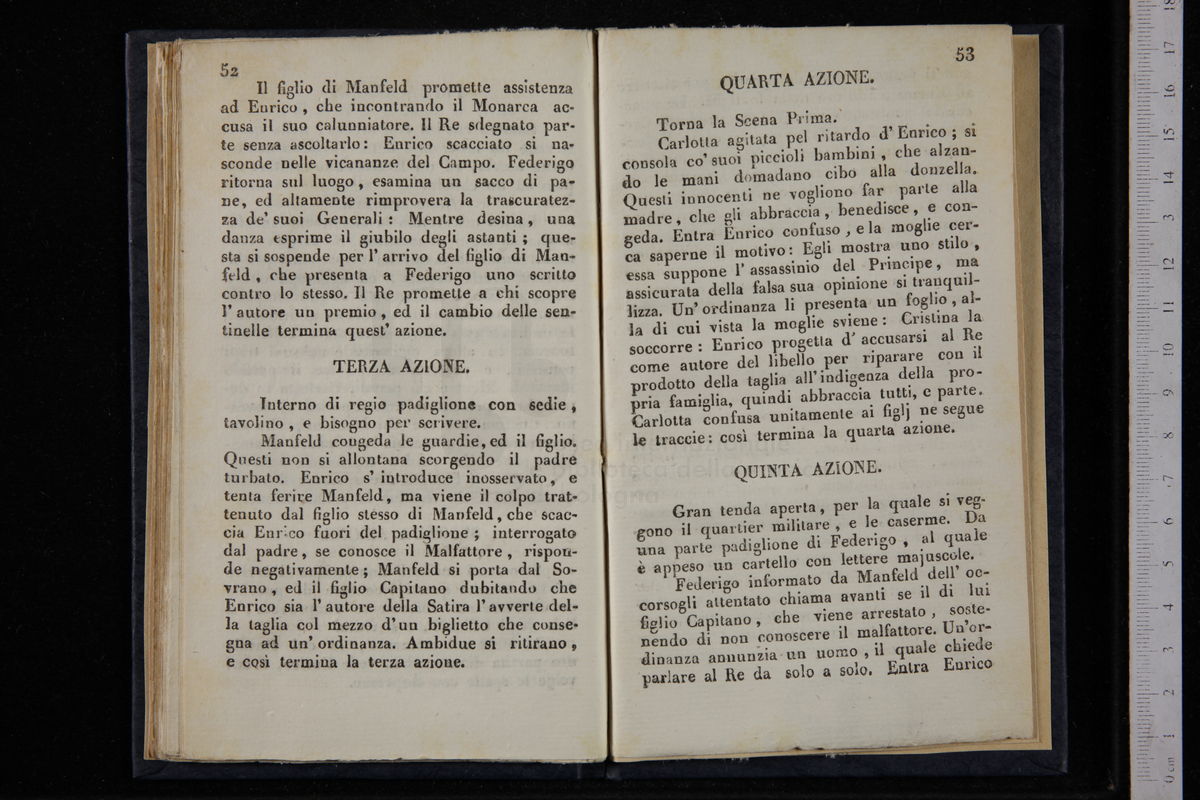 52
Il figlio di Manfeld promette assistenza
ad Enrico, che incontrando il Monarca ac-
cusa il suo calunniatore. Il Re sdegnato par-
te senza ascoltarlo: Enrico scacciato si na-
sconde nelle vicananze del Campo. Federigo
ritorna sul luogo, esamina un sacco di pa-
ne, ed altamente rimprovera la trascuratez-
za de' suoi Generali: Mentre desina, una
danza esprime il giubilo degli astanti; que-
sta si sospende per l' arrivo del figlio di Man-
feld, che presenta a Federigo uno scritto
contro lo stesso. Il Re promette a chi scopre
l' autore un premio, ed il cambio delle sen-
tinelle termina quest' azione.
TERZA AZIONE.
Interno di regio padiglione con sedie,
tavolino, e bisogno per scrivere.
Manfeld congeda le guardie, ed il figlio.
Questi non si allontana scorgendo il padre
turbato. Enrico s' introduce inosservato, e
tenta ferire Manfeld, ma viene il colpo trat-
tenuto dal figlio stesso di Manfeld, che scac-
cia Enrico fuori del padiglione; interrogato
dal padre, se conosce il Malfattore, rispon-
de negativamente; Manfeld si porta dal So-
vrano, ed il figlio Capitano dubitando che
Enrico sia l' autore della Satira l' avverte del-
la taglia col mezzo d' un biglietto che conse-
gna ad un' ordinanza. Ambidue si ritirano,
e così termina la terza azione.
53
QUARTA AZIONE.
Torna la Scena Prima.
Carlotta agitata pel ritardo d' Enrico; si
consola co' suoi piccioli bambini, che alzan-
do le mani domadano cibo alla donzella.
Questi innocenti ne vogliono far parte alla
madre, che gli abbraccia, benedisce, e con-
geda. Entra Enrico confuso, e la moglie cer-
ca saperne il motivo: Egli mostra uno stilo,
essa suppone l' assassinio del Principe, ma
assicurata della falsa sua opinione si tranquil-
lizza. Un' ordinanza li presenta un foglio, al-
la di cui vista la moglie sviene: Cristina la
soccorre: Enrico progetta d' accusarsi al Re
come autore del libello per riparare con il
prodotto della taglia all' indigenza della pro-
pria famiglia, quindi abbraccia tutti, e parte.
Carlotta confusa unitamente ai figlj ne segue
le traccie: così termina la quarta azione.
QUINTA AZIONE.
Gran tenda aperta, per la quale si veg-
gono il quartier militare, e le caserme. Da
una parte padiglione di Federigo, al quale
è appeso un cartello con lettere majuscole.
Federigo informato da Manfeld dell' oc-
corsogli attentato chiama avanti se il di lui
figlio Capitano, che viene arrestato, soste-
nendo di non conoscere il malfattore. Un' or-
dinanza annunzia un uomo, il quale chiede
parlare al Re da solo a solo. Entra Enrico